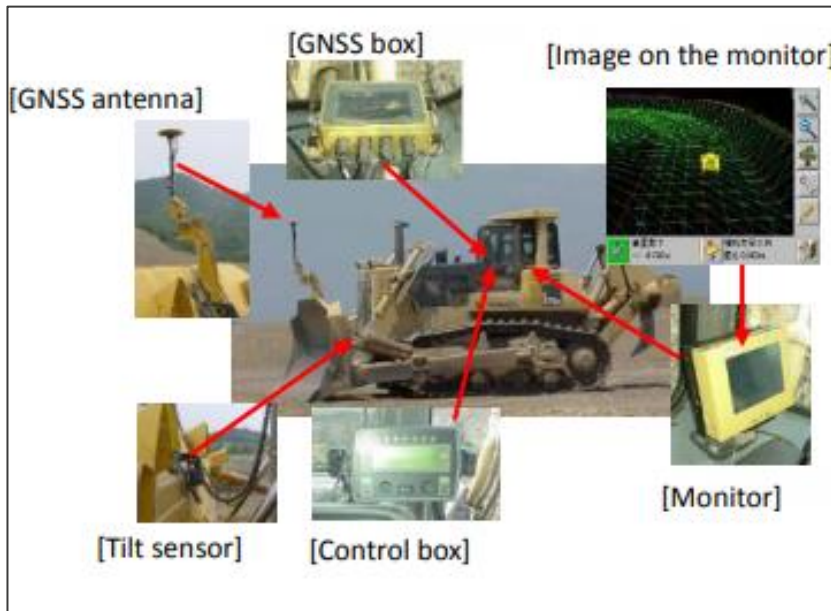 [GNSS box]
[Image on the monitor]
[GNSS antenna]
[Monitor]
[Tilt sensor]
[Control box]